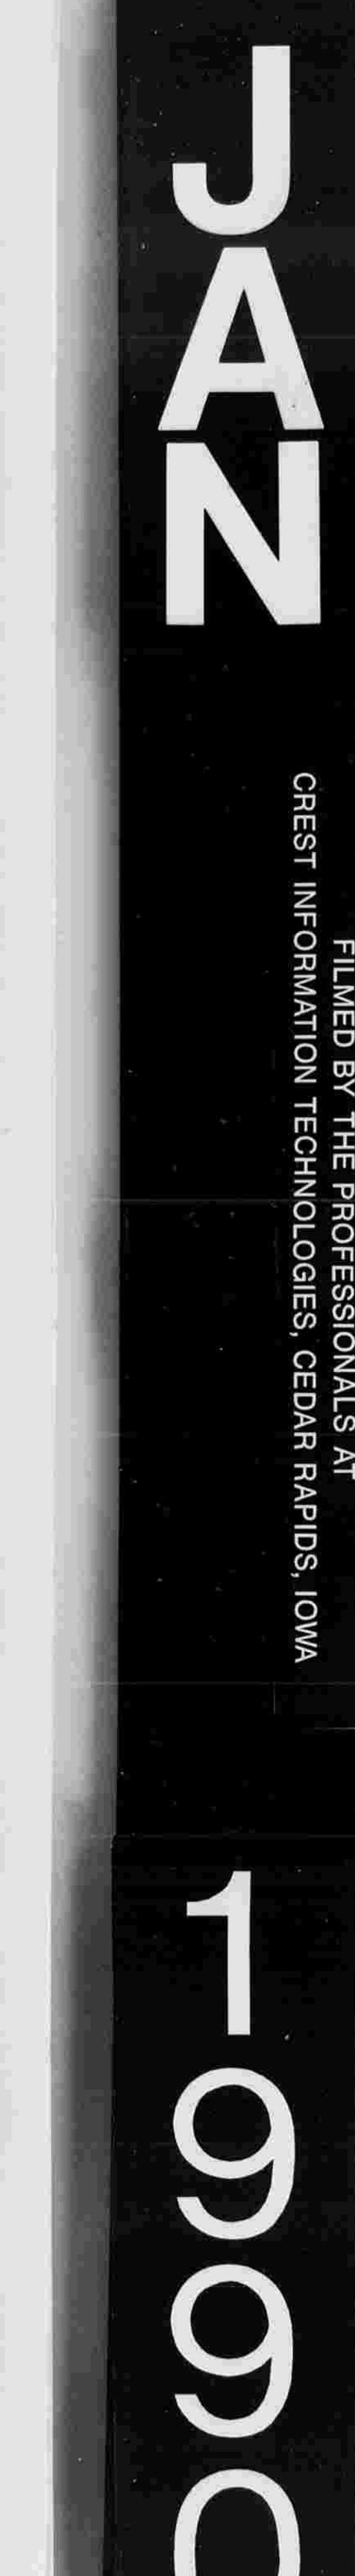 JAN
FILMED BY THE PROFESSIONALS AT
CREST INFORMATION TECHNOLOGIES, CEDAR RAPIDS, IOWA
1990